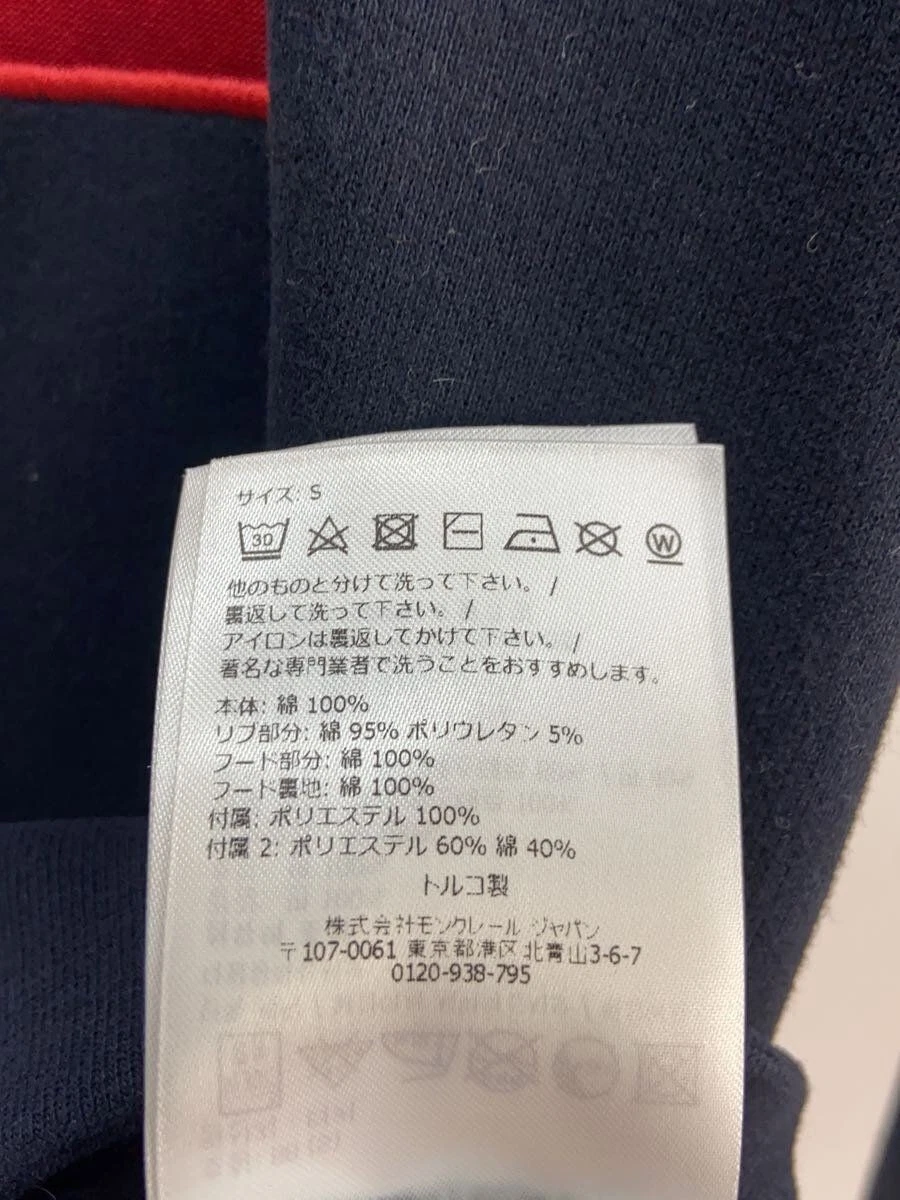 サイズ: S
30 W
他のものと分けて洗って下さい。 /
裏返して洗って下さい。 /
アイロンは裏返してかけて下さい。 /
著名な専門業者で洗うことをおすすめします。
本体: 綿 100%
リブ部分: 綿 95% ポリウレタン 5%
フード部分: 綿 100%
フード裏地: 綿 100%
付属: ポリエステル 100%
付属 2: ポリエステル 60% 綿 40%
トルコ製
株式会社モンクレール ジャパン
〒107-0061 東京都港区北青山3-6-7
0120-938-795